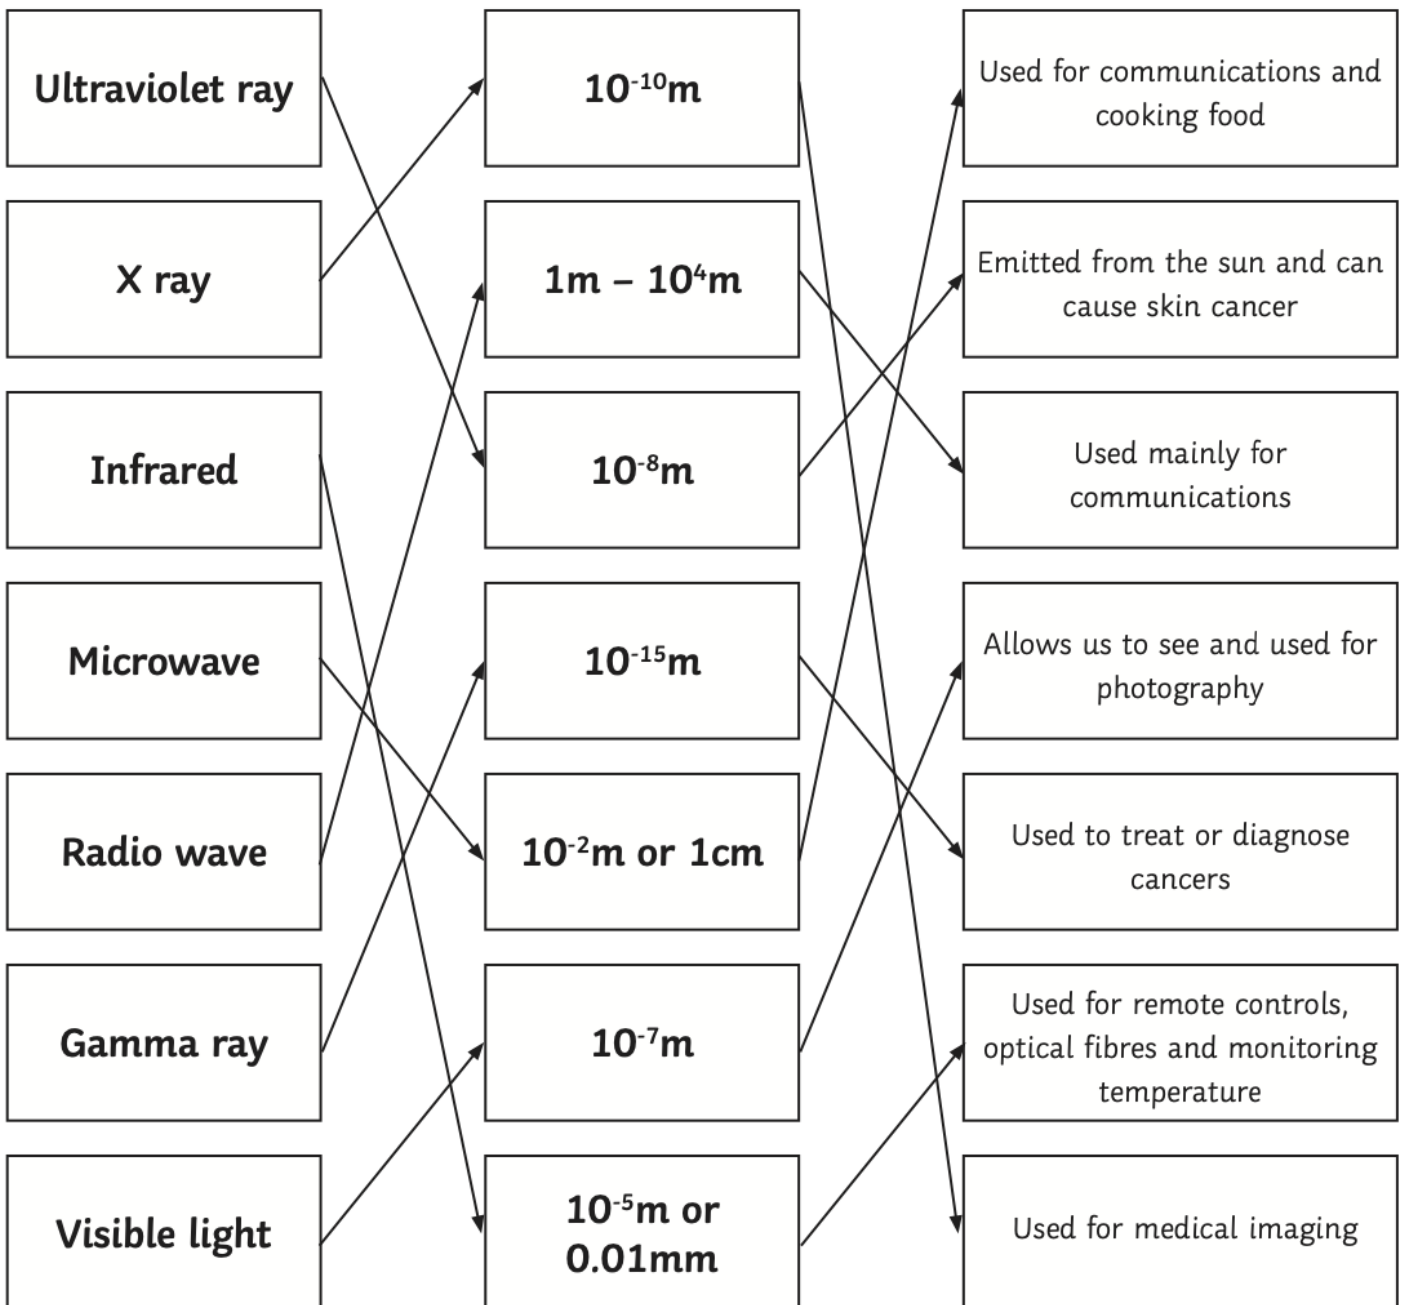 Ultraviolet ray
10⁻¹⁰m
Used for communications and
cooking food
X ray
1m – 10⁴m
Emitted from the sun and can
cause skin cancer
Infrared
10⁻⁸m
Used mainly for
communications
Microwave
10⁻¹⁵m
Allows us to see and used for
photography
Radio wave
10⁻²m or 1cm
Used to treat or diagnose
cancers
Gamma ray
10⁻⁷m
Used for remote controls,
optical fibres and monitoring
temperature
Visible light
10⁻⁵m or
0.01mm
Used for medical imaging